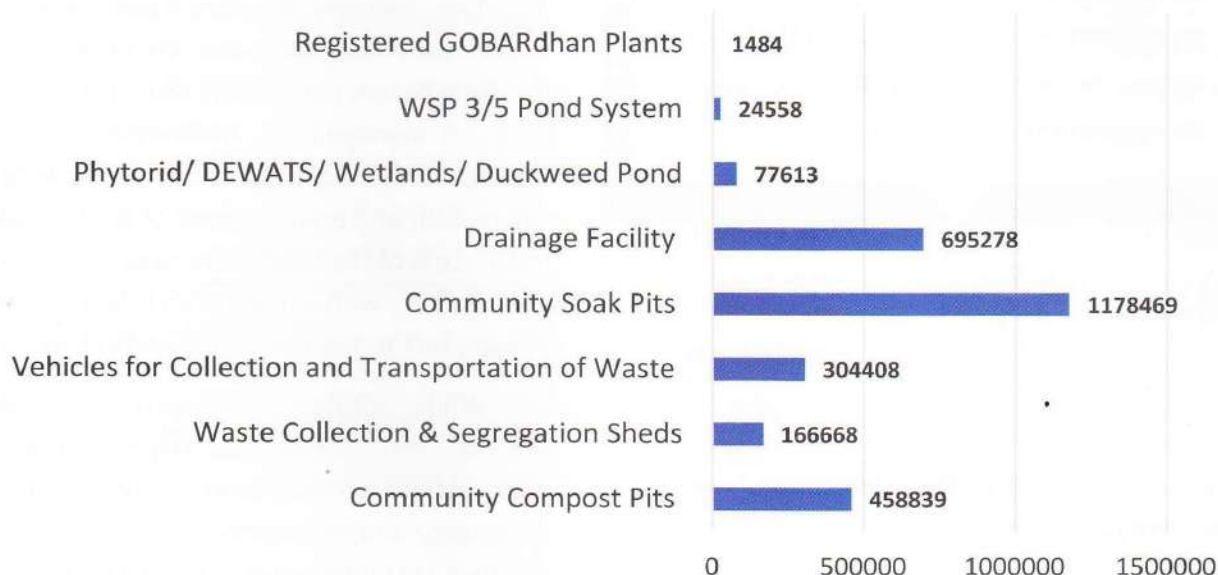 Registered GOBARdhan Plants 1484
WSP 3/5 Pond System 24558
Phytorid/ DEWATS/ Wetlands/ Duckweed Pond 77613
Drainage Facility 695278
Community Soak Pits 1178469
Vehicles for Collection and Transportation of Waste 304408
Waste Collection & Segregation Sheds 166668
Community Compost Pits 458839
0 500000 1000000 1500000